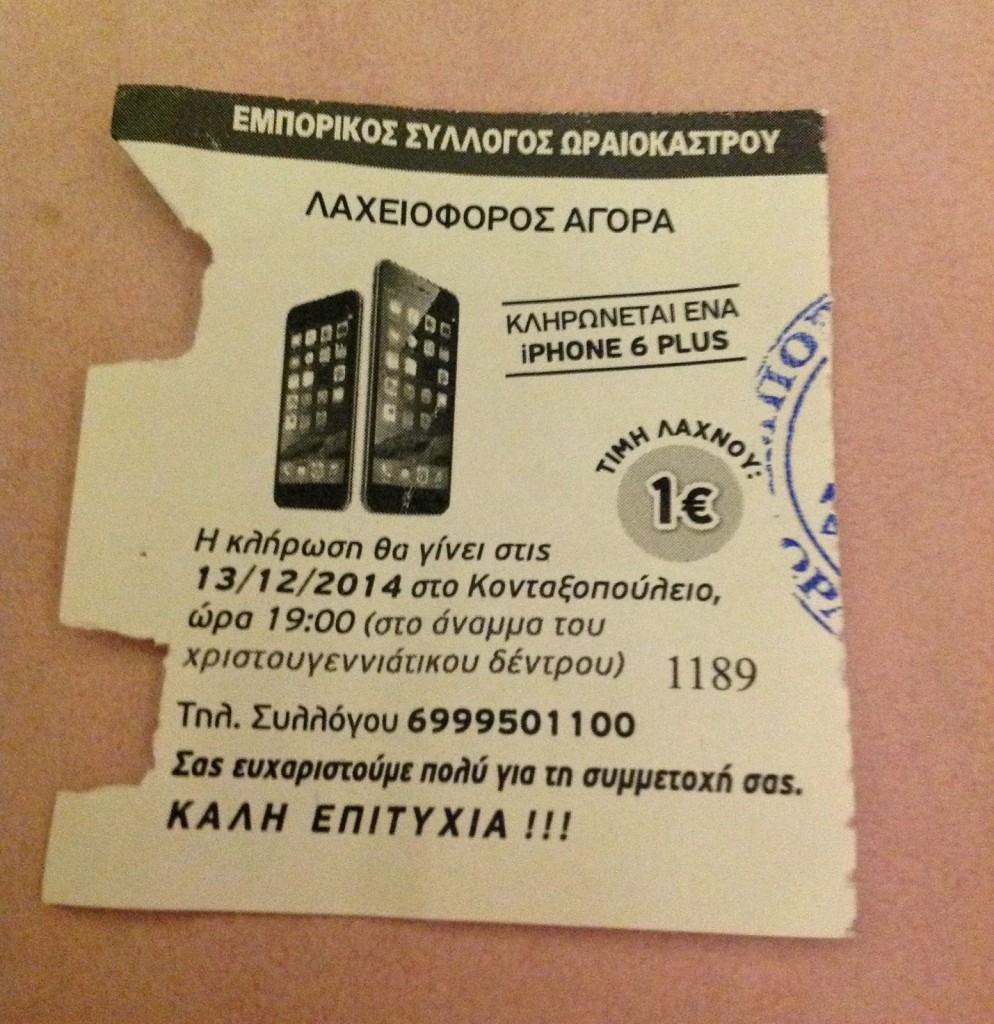 ΕΜΠΟΡΙΚΟΣ ΣΥΛΛΟΓΟΣ ΩΡΑΙΟΚΑΣΤΡΟΥ
ΛΑΧΕΙΟΦΟΡΟΣ ΑΓΟΡΑ
ΚΛΗΡΩΝΕΤΑΙ ΕΝΑ
iPHONE 6 PLUS
ΤΙΜΗ ΛΑΧΝΟΥ:
1€
Η κλήρωση θα γίνει στις
13/12/2014 στο Κονταξοπούλειο,
ώρα 19:00 (στο άναμμα του
χριστουγεννιάτικου δέντρου)
1189
Τηλ. Συλλόγου 6999501100
Σας ευχαριστούμε πολύ για τη συμμετοχή σας.
ΚΑΛΗ ΕΠΙΤΥΧΙΑ !!!